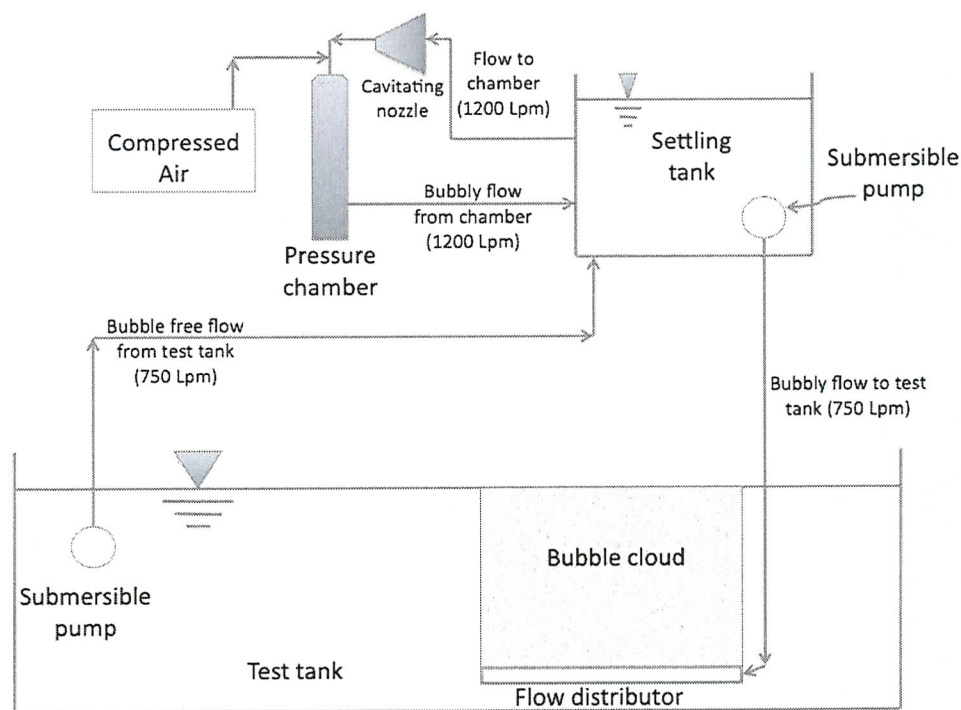 Compressed
Air
Cavitating
nozzle
Flow to
chamber
(1200 Lpm)
Settling
tank
Submersible
pump
Bubbly flow
from chamber
(1200 Lpm)
Pressure
chamber
Bubble free flow
from test tank
(750 Lpm)
Bubbly flow to test
tank (750 Lpm)
Submersible
pump
Bubble cloud
Test tank
Flow distributor